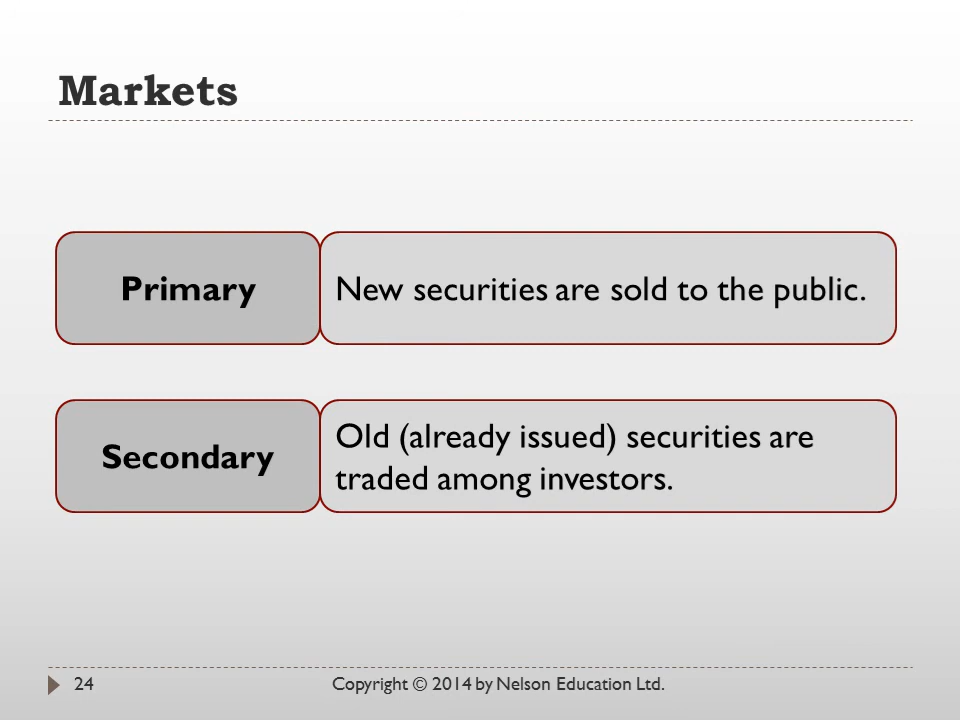 Markets
Primary
New securities are sold to the public.
Secondary
Old (already issued) securities are
traded among investors.
24
Copyright © 2014 by Nelson Education Ltd.